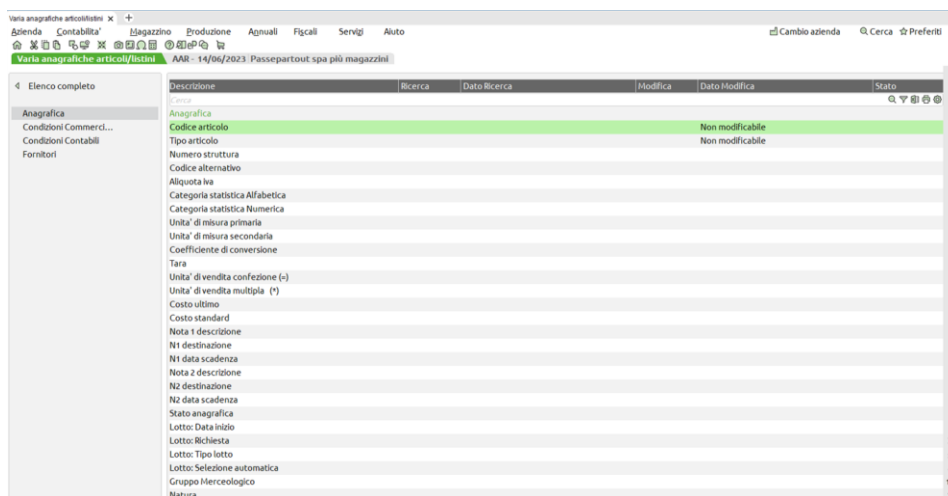 Varia anagrafiche articoli/listini × +
Azienda Contabilita' Magazzino Produzione Annuali Fiscali Servizi Aiuto Cambio azienda Cerca Preferiti
Varia anagrafiche articoli/listini AAR - 14/06/2023 Passepartout spa più magazzini
Elenco completo
Anagrafica
Condizioni Commerci...
Condizioni Contabili
Fornitori
Descrizione Ricerca Dato Ricerca Modifica Dato Modifica Stato
Cerca
Anagrafica
Codice articolo Non modificabile
Tipo articolo Non modificabile
Numero struttura
Codice alternativo
Aliquota iva
Categoria statistica Alfabetica
Categoria statistica Numerica
Unita' di misura primaria
Unita' di misura secondaria
Coefficiente di conversione
Tara
Unita' di vendita confezione (=)
Unita' di vendita multipla (*)
Costo ultimo
Costo standard
Nota 1 descrizione
N1 destinazione
N1 data scadenza
Nota 2 descrizione
N2 destinazione
N2 data scadenza
Stato anagrafica
Lotto: Data inizio
Lotto: Richiesta
Lotto: Tipo lotto
Lotto: Selezione automatica
Gruppo Merceologico
Natura